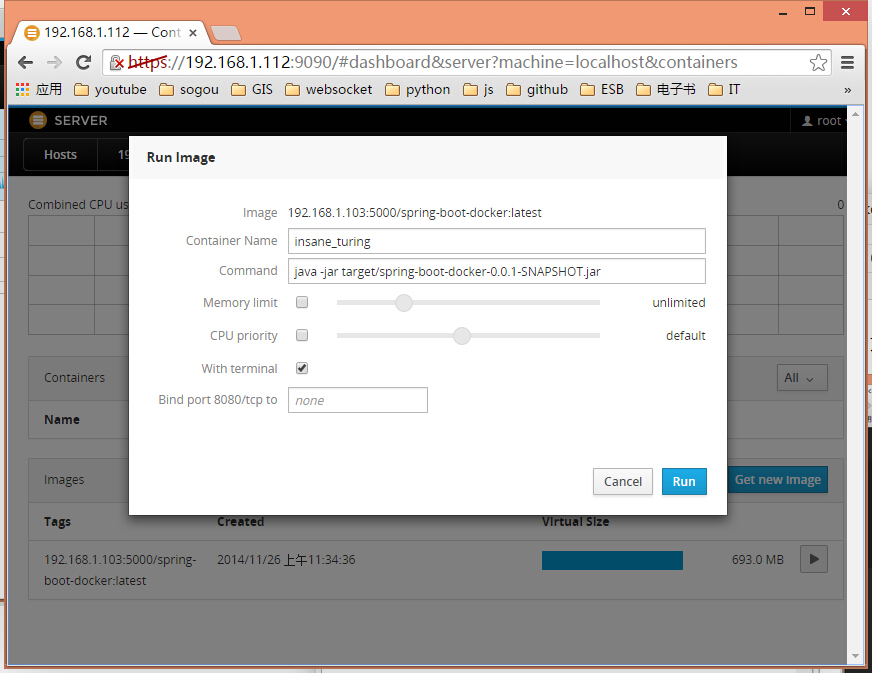 192.168.1.112 — Cont
https://192.168.1.112:9090/#dashboard&server?machine=localhost&containers
应用 youtube sogou GIS websocket python js github ESB 电子书 IT »
SERVER root
Hosts 19
Run Image
Combined CPU us 0
Image 192.168.1.103:5000/spring-boot-docker:latest
Container Name insane_turing
Command java -jar target/spring-boot-docker-0.0.1-SNAPSHOT.jar
Memory limit unlimited
CPU priority default
With terminal
Bind port 8080/tcp to none
Containers All
Name
Cancel Run
Images Get new image
Tags Created Virtual Size
192.168.1.103:5000/spring- 2014/11/26 上午11:34:36 693.0 MB
boot-docker:latest